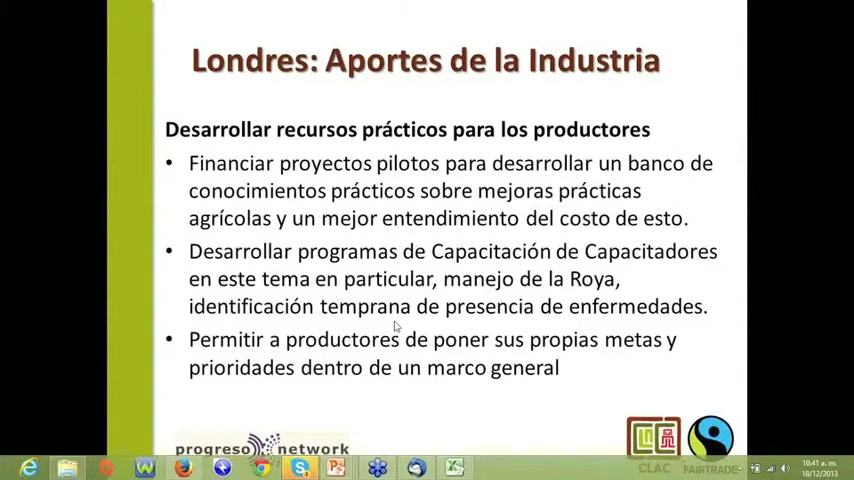 Londres: Aportes de la Industria
Desarrollar recursos prácticos para los productores
• Financiar proyectos pilotos para desarrollar un banco de
conocimientos prácticos sobre mejoras prácticas
agrícolas y un mejor entendimiento del costo de esto.
• Desarrollar programas de Capacitación de Capacitadores
en este tema en particular, manejo de la Roya,
identificación temprana de presencia de enfermedades.
• Permitir a productores de poner sus propias metas y
prioridades dentro de un marco general
progreso network
CLAC
FAIRTRADE
10:41 a. m.
18/12/2013